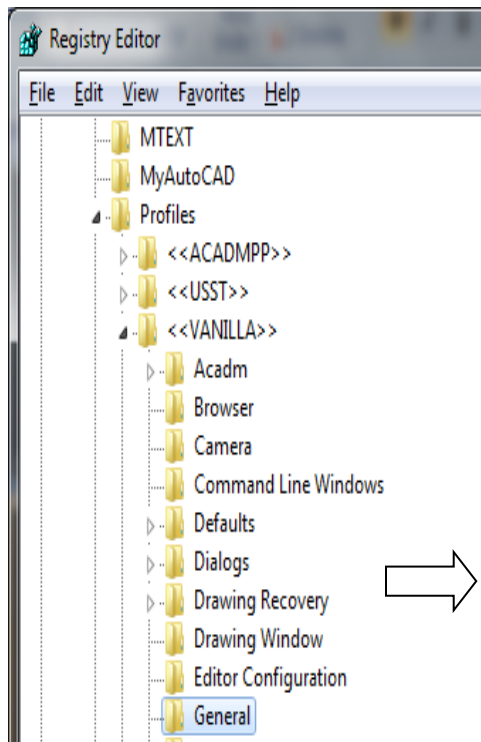 Registry Editor
File Edit View Favorites Help
MTEXT
MyAutoCAD
Profiles
<<ACADMPP>>
<<USST>>
<<VANILLA>>
Acadm
Browser
Camera
Command Line Windows
Defaults
Dialogs
Drawing Recovery
Drawing Window
Editor Configuration
General